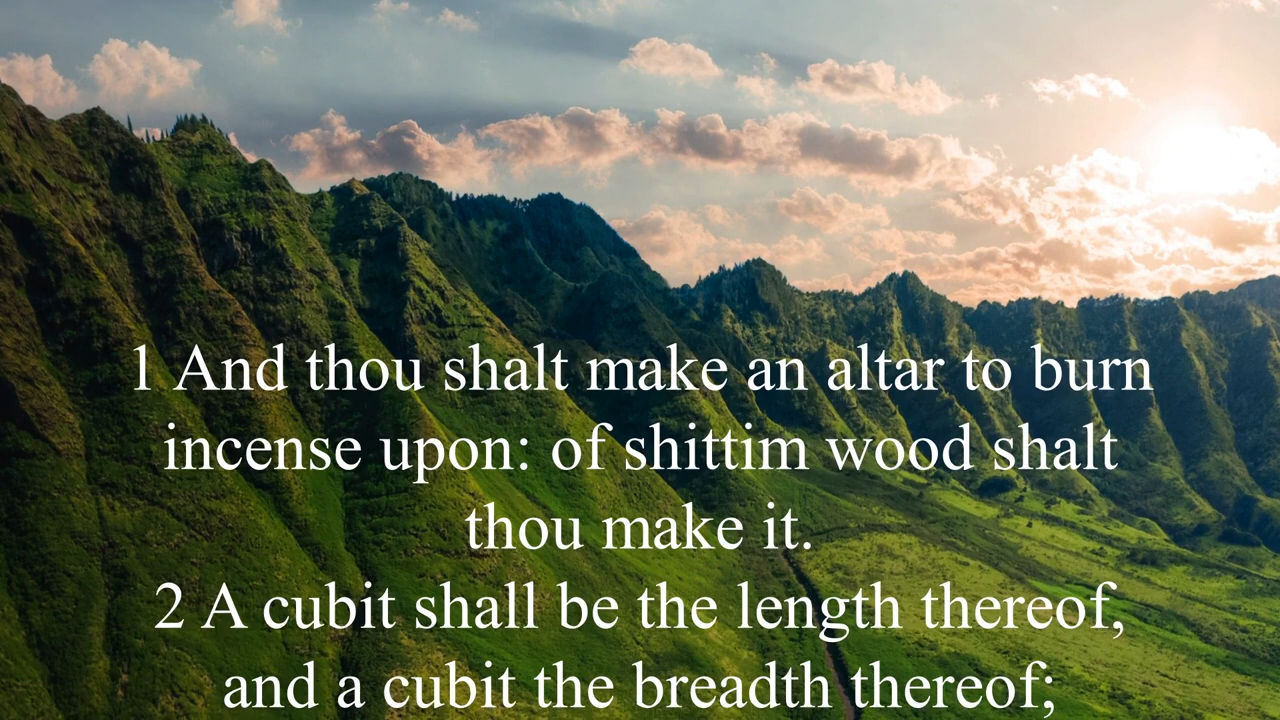 1 And thou shalt make an altar to burn
incense upon: of shittim wood shalt
thou make it.
2 A cubit shall be the length thereof,
and a cubit the breadth thereof;